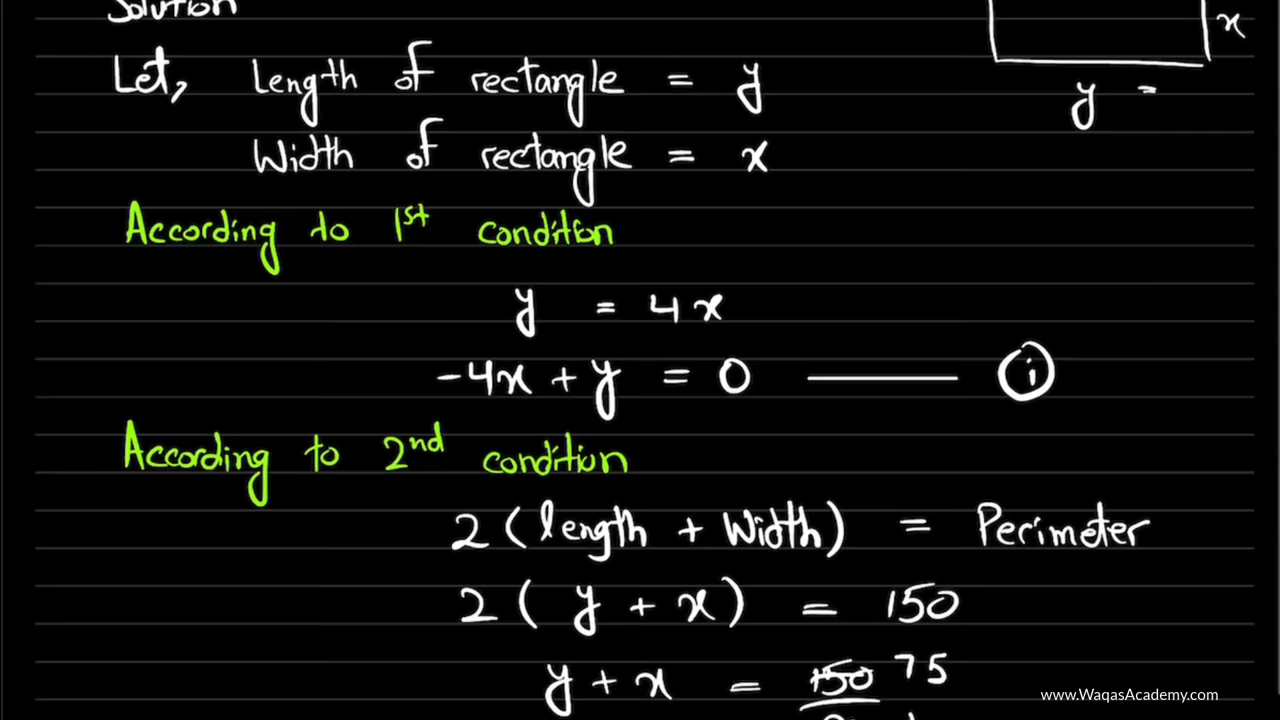 Solution
x
Let, Length of rectangle = y
y =
Width of rectangle = x
According to 1st condition
y = 4x
-4x + y = 0 ——— (i)
According to 2nd condition
2 (length + Width) = Perimeter
2 ( y + x ) = 150
y + x = 150 75
www.WaqasAcademy.com